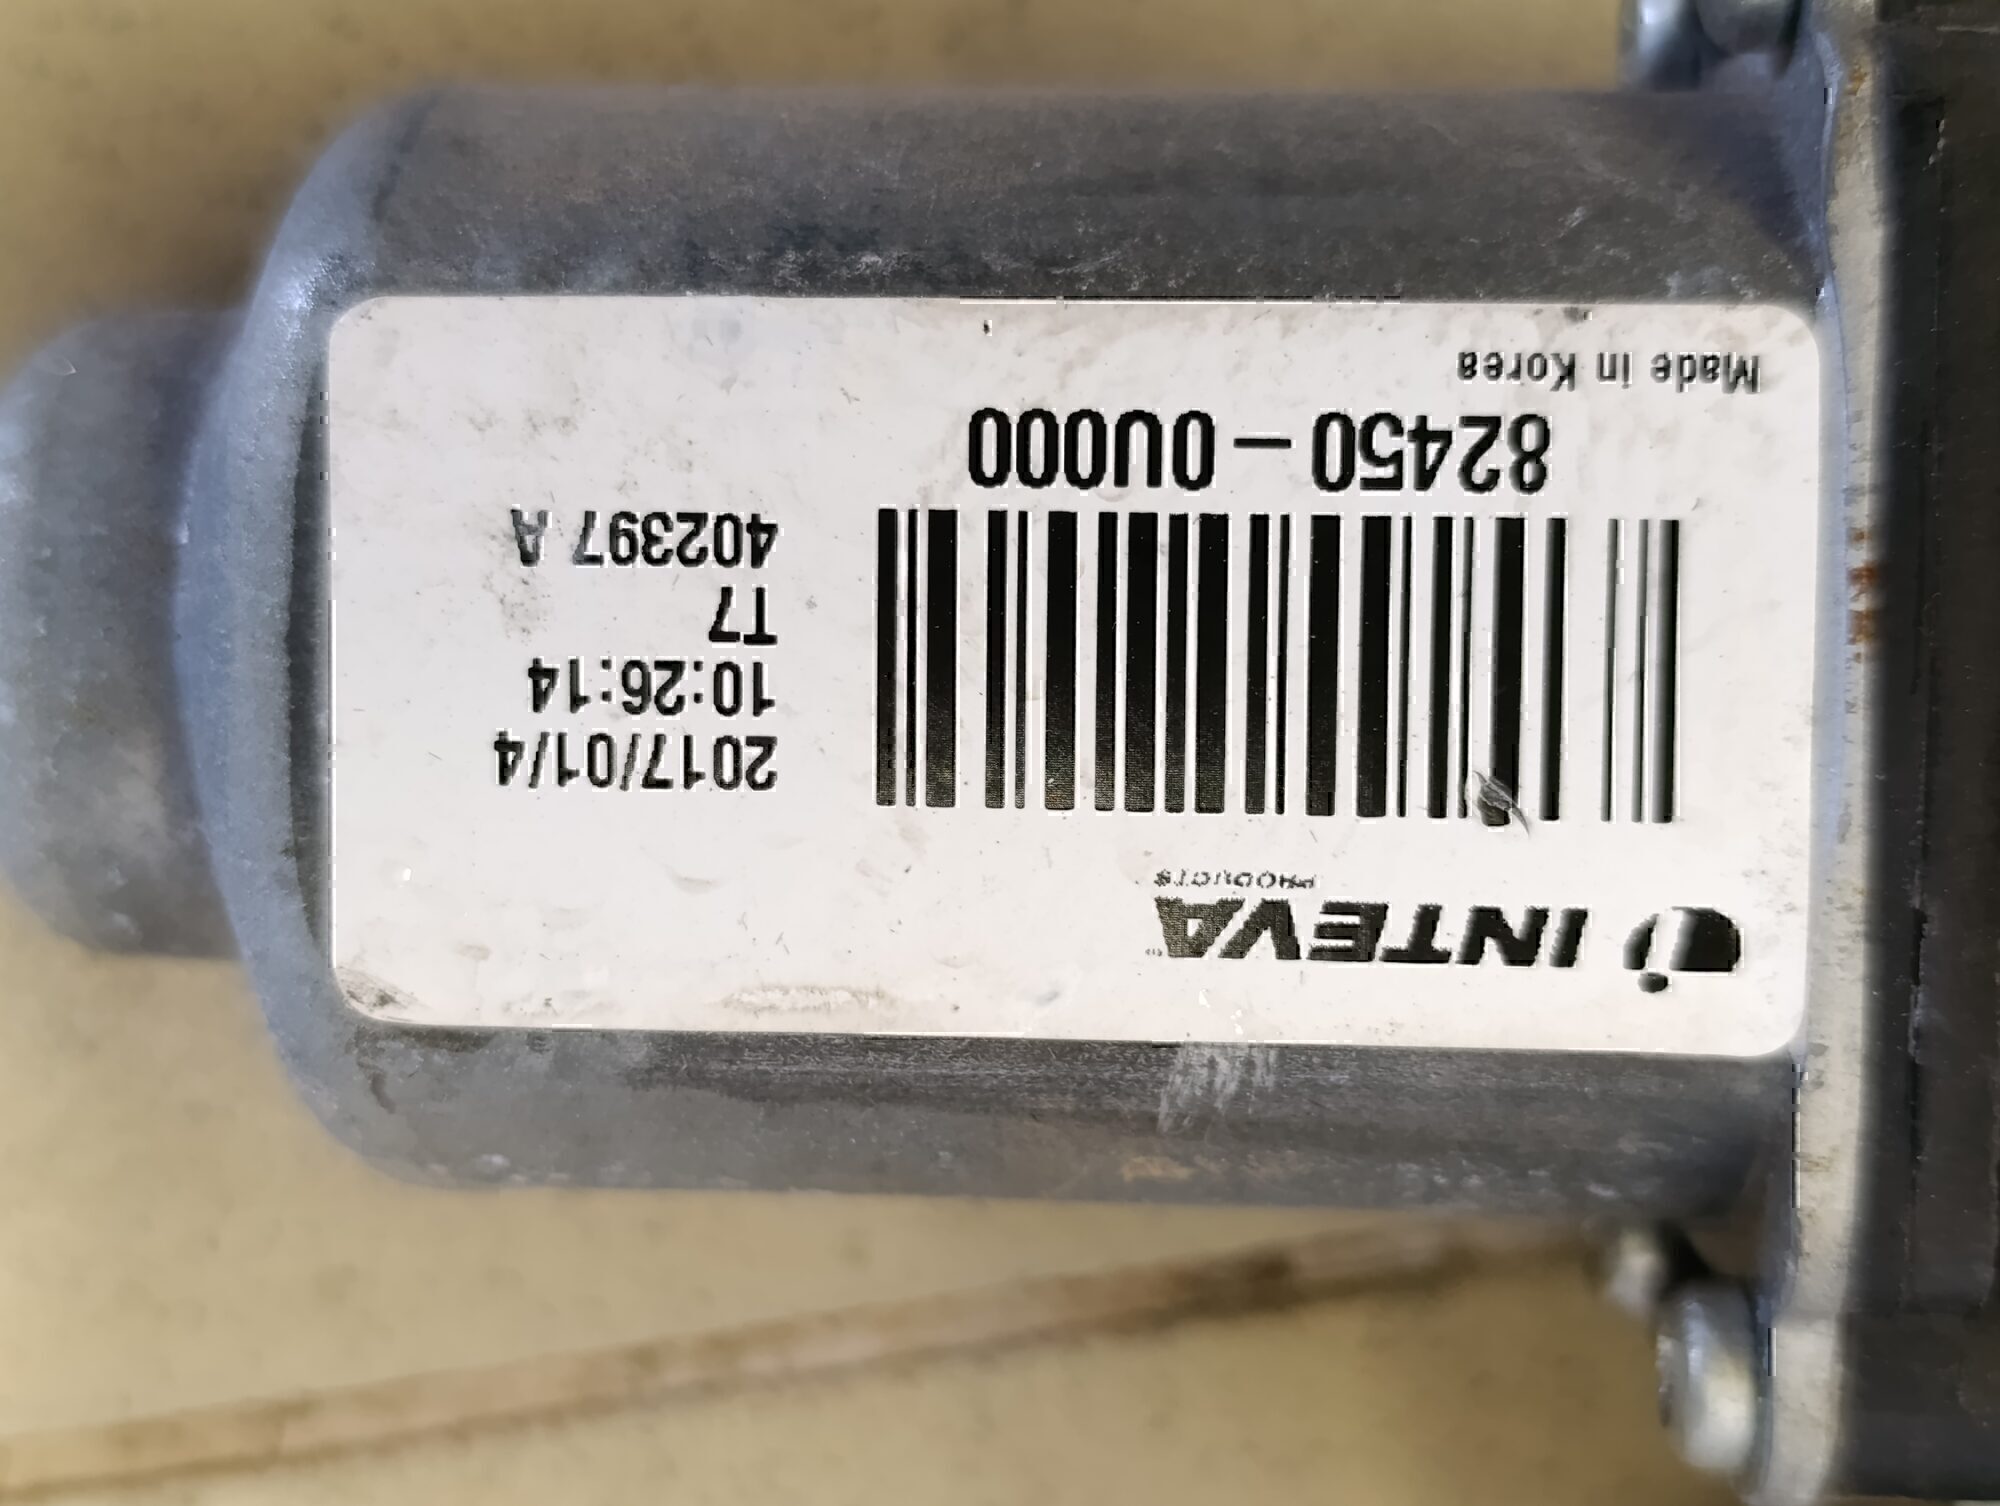 INTEVA
PRODUCTS
2017/01/4
10:26:14
T7
402397 A
82450-0U000
Made in Korea